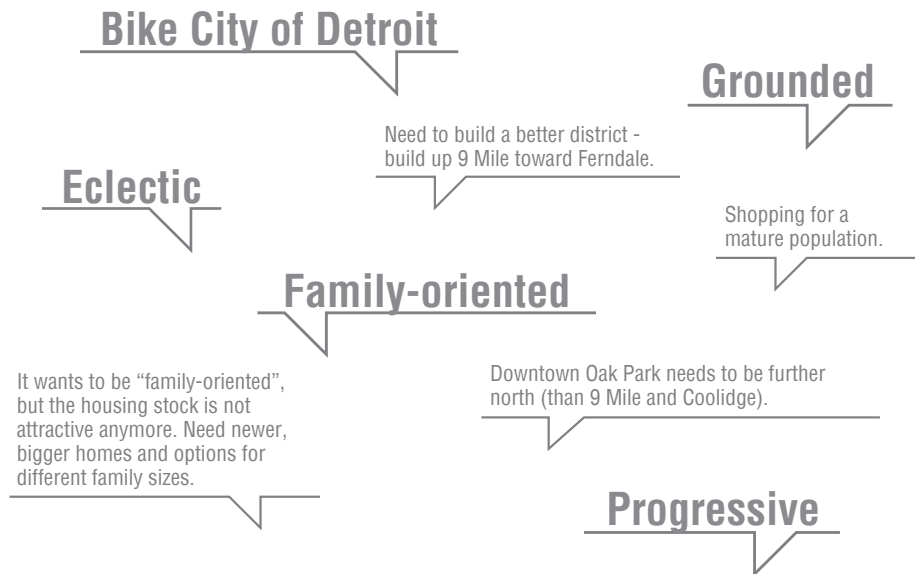 Bike City of Detroit
Grounded
Need to build a better district -
build up 9 Mile toward Ferndale.
Eclectic
Shopping for a
mature population.
Family-oriented
It wants to be “family-oriented”,
but the housing stock is not
attractive anymore. Need newer,
bigger homes and options for
different family sizes.
Downtown Oak Park needs to be further
north (than 9 Mile and Coolidge).
Progressive